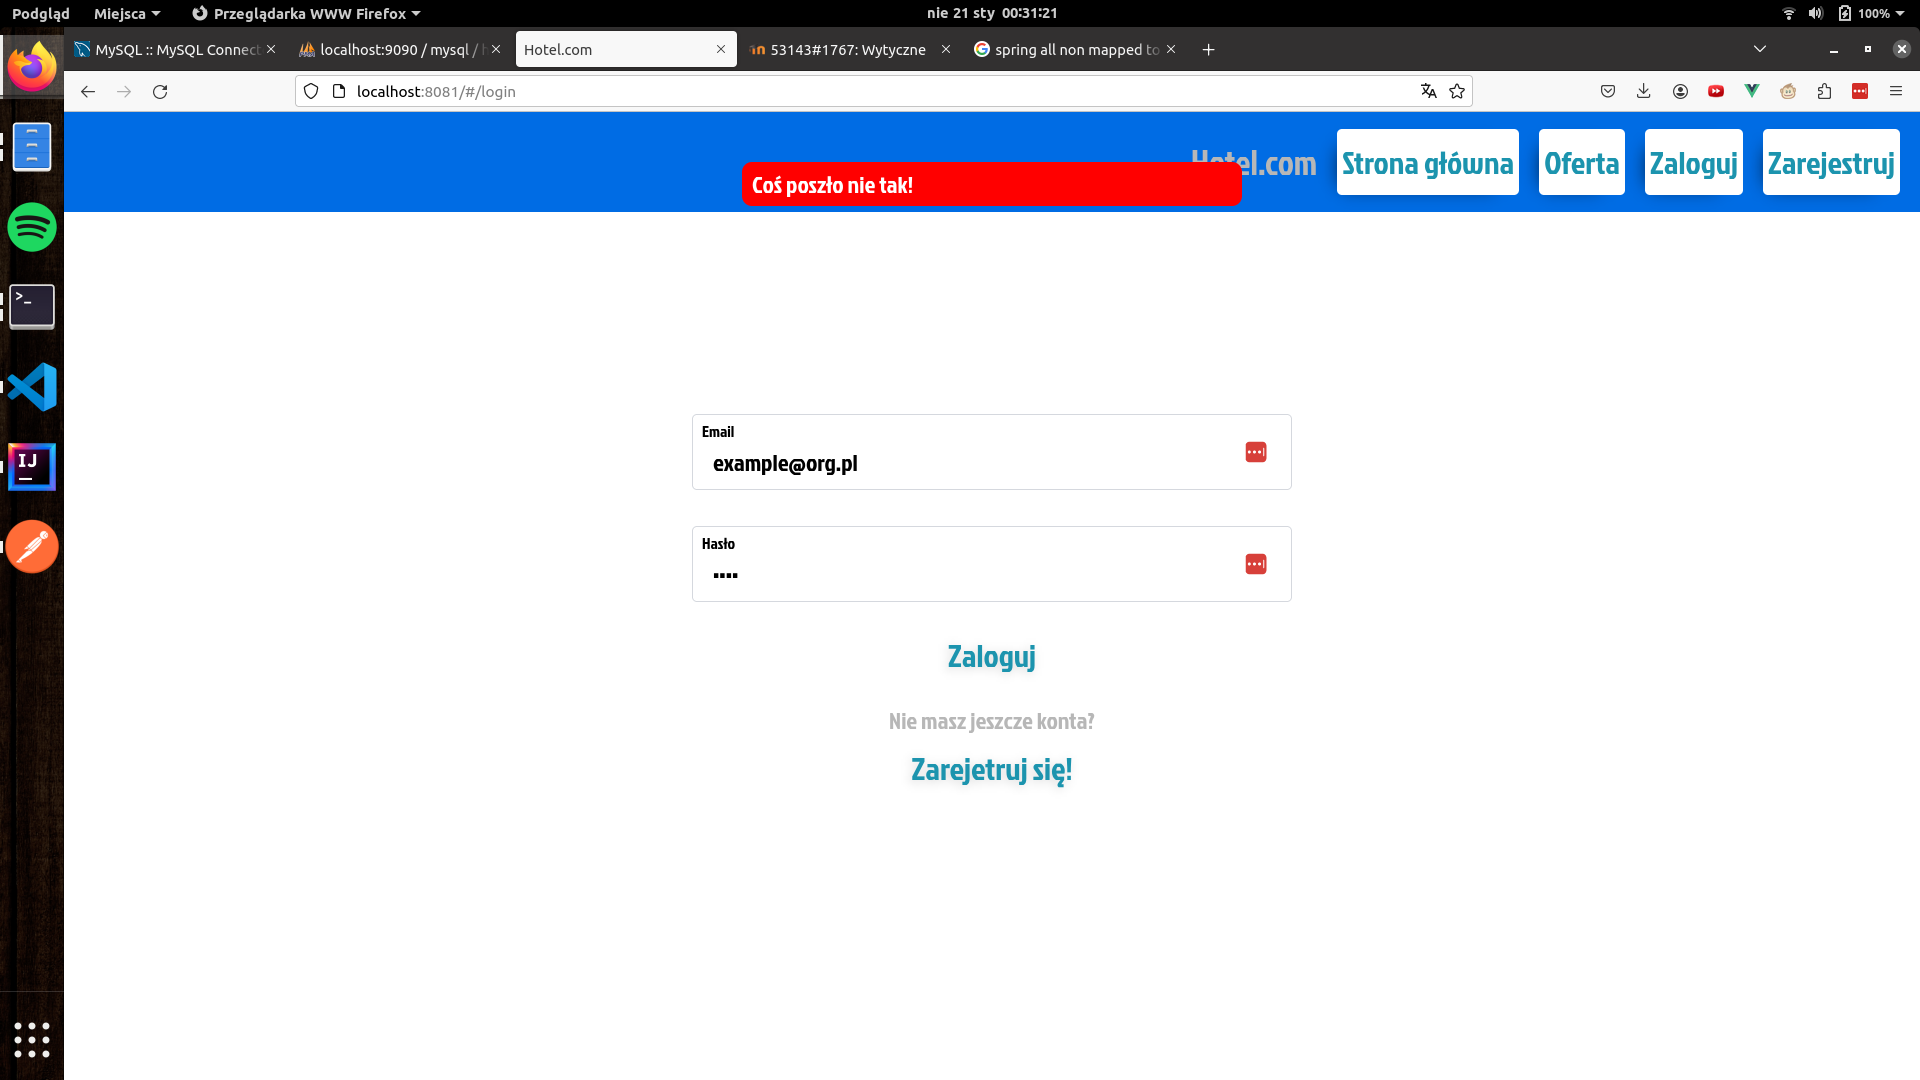 Podgląd Miejsca Przeglądarka WWW Firefox nie 21 sty 00:31:21 100%
MySQL :: MySQL Connect localhost:9090 / mysql / h Hotel.com 53143#1767: Wytyczne spring all non mapped to
localhost:8081/#/login
Hotel.com Strona główna Oferta Zaloguj Zarejestruj
Coś poszło nie tak!
Email
example@org.pl
Hasło
••••
Zaloguj
Nie masz jeszcze konta?
Zarejetruj się!